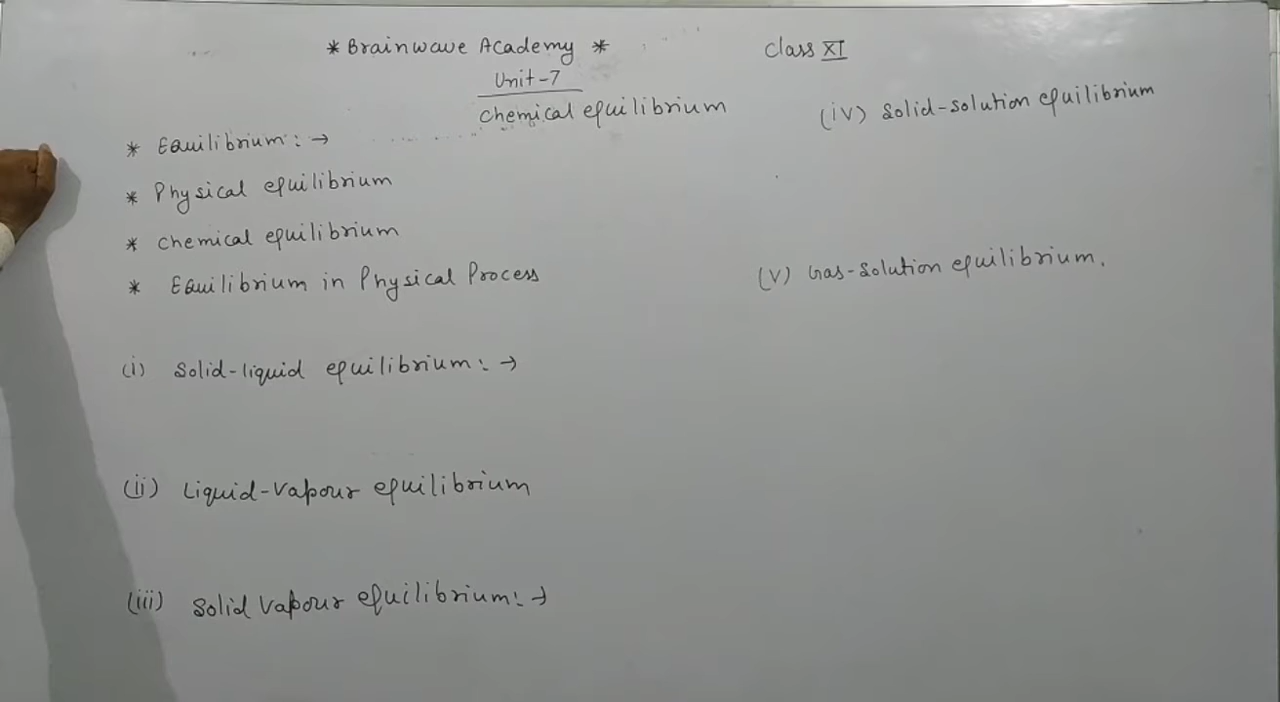 * Brainwave Academy *
Class XI
Unit-7
Chemical equilibrium
* Equilibrium :→
* Physical equilibrium
* Chemical equilibrium
* Equilibrium in Physical Process
(i) Solid-liquid equilibrium :→
(ii) Liquid-Vapour equilibrium
(iii) Solid Vapour equilibrium :→
(iv) Solid-solution equilibrium
(v) Gas-Solution equilibrium.